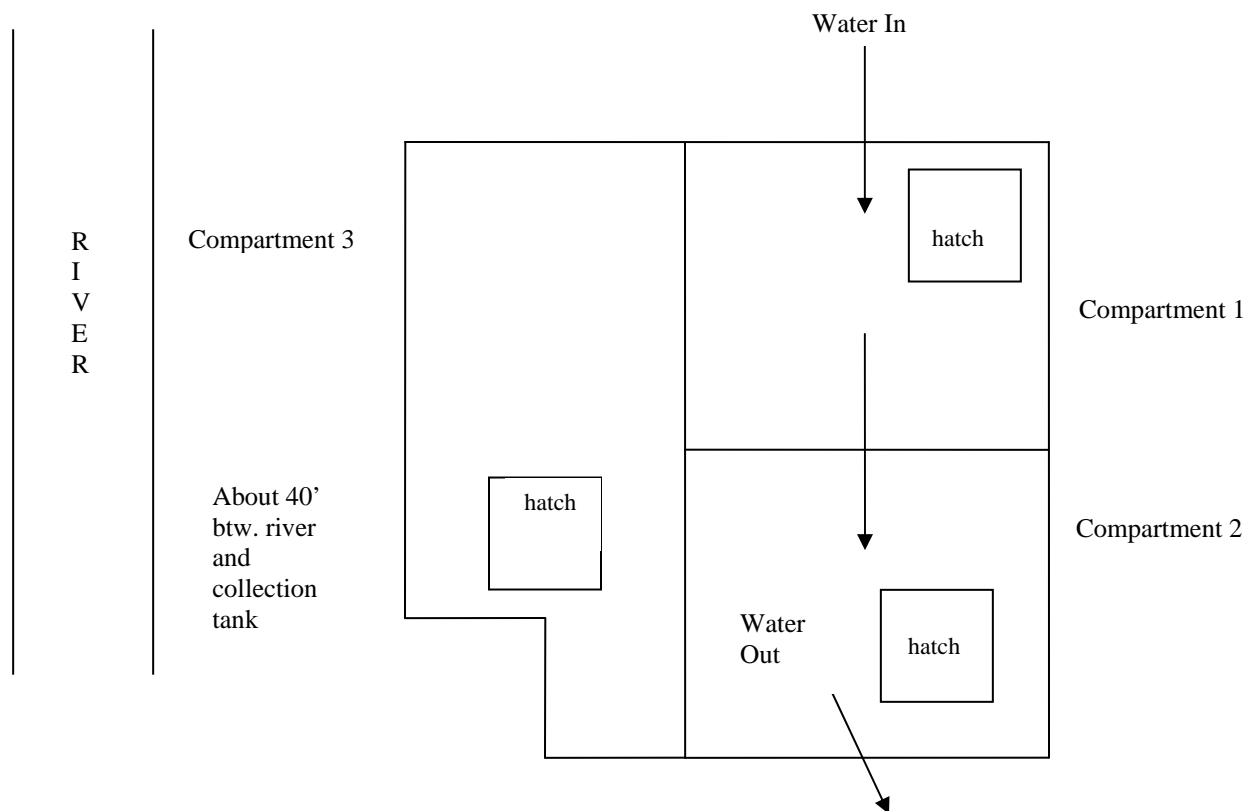 Water In
R
I
V
E
R
Compartment 3
hatch
Compartment 1
About 40’
btw. river
and
collection
tank
hatch
Compartment 2
Water
Out
hatch